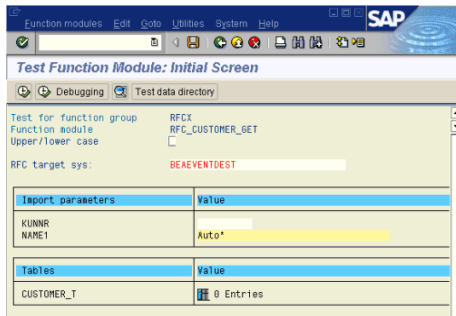 Function modules Edit Goto Utilities System Help
SAP
Test Function Module: Initial Screen
Debugging Test data directory
Test for function group RFCX
Function module RFC_CUSTOMER_GET
Upper/lower case
RFC target sys: BEAEVENTDEST
Import parameters Value
KUNNR
NAME1 Auto*
Tables Value
CUSTOMER_T 0 Entries